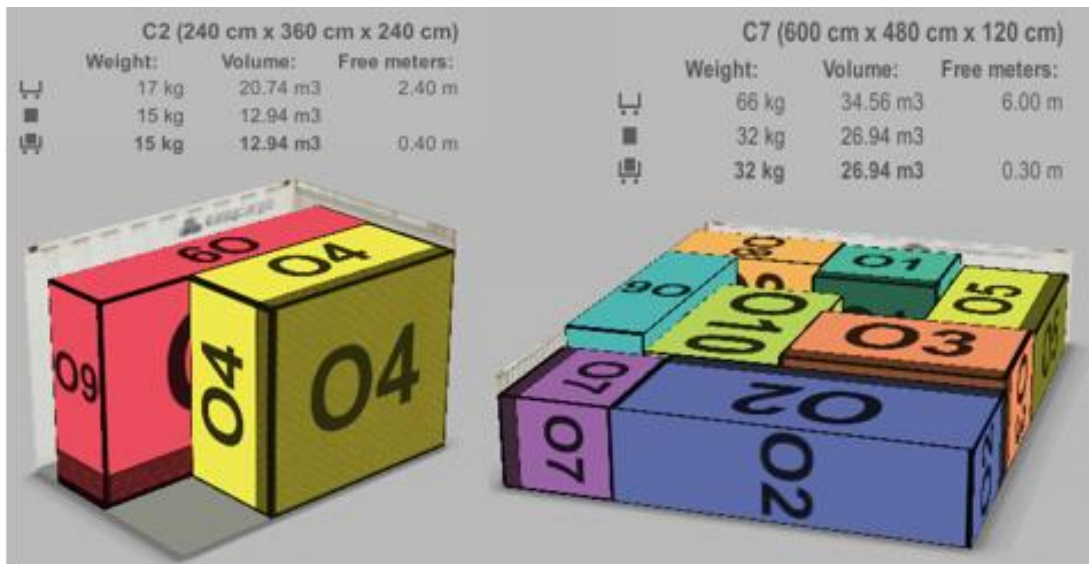 C2 (240 cm x 360 cm x 240 cm)
Weight: Volume: Free meters:
17 kg 20.74 m3 2.40 m
15 kg 12.94 m3
15 kg 12.94 m3 0.40 m
O9 O4
O9 O4 O4
C7 (600 cm x 480 cm x 120 cm)
Weight: Volume: Free meters:
66 kg 34.56 m3 6.00 m
32 kg 26.94 m3
32 kg 26.94 m3 0.30 m
O8 O1
O6 O10 O5
O3
O7 O2
O7 O2